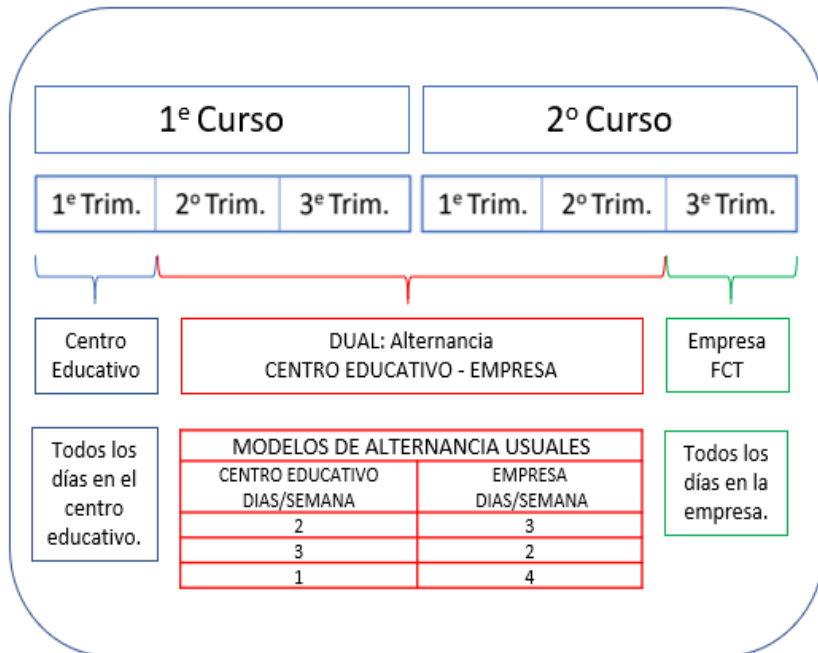 1ᵉ Curso
2º Curso
1ᵉ Trim.
2º Trim.
3ᵉ Trim.
1ᵉ Trim.
2º Trim.
3ᵉ Trim.
Centro
Educativo
DUAL: Alternancia
CENTRO EDUCATIVO - EMPRESA
Empresa
FCT
Todos los
días en el
centro
educativo.
MODELOS DE ALTERNANCIA USUALES
CENTRO EDUCATIVO
DIAS/SEMANA
EMPRESA
DIAS/SEMANA
2
3
3
2
1
4
Todos los
días en la
empresa.